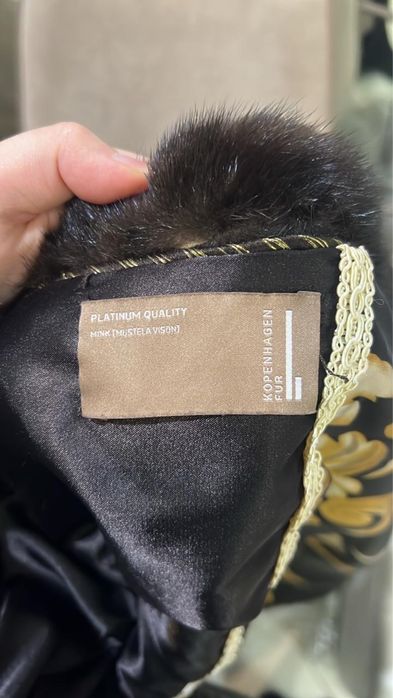 PLATINUM QUALITY
MINK [MUSTELA VISON]
KOPENHAGEN
FUR